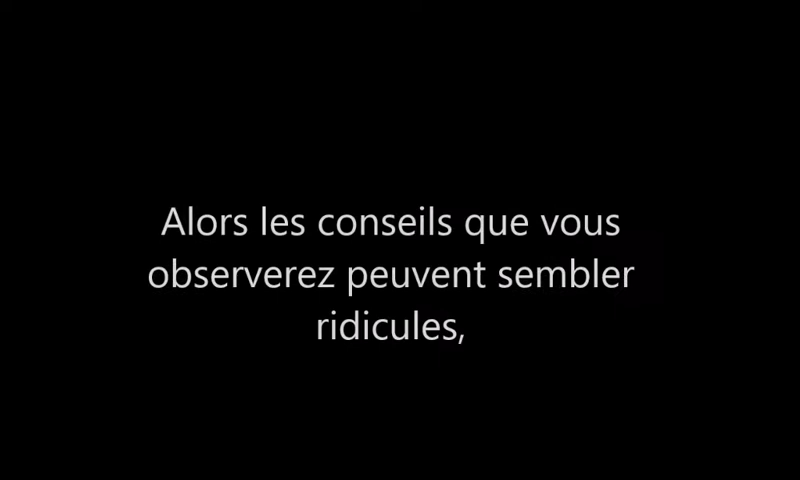 Alors les conseils que vous
observerez peuvent sembler
ridicules,